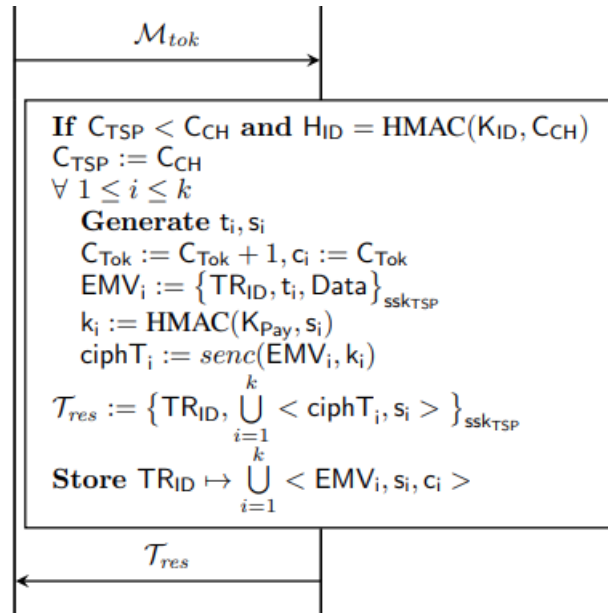 𝓜_tok
If C_TSP < C_CH and H_ID = HMAC(K_ID, C_CH)
C_TSP := C_CH
∀ 1 ≤ i ≤ k
Generate t_i, s_i
C_Tok := C_Tok + 1, c_i := C_Tok
EMV_i := {TR_ID, t_i, Data}_ssk_TSP
k_i := HMAC(K_Pay, s_i)
ciphT_i := senc(EMV_i, k_i)
𝒯_res := {TR_ID, ⋃_{i=1}^{k} < ciphT_i, s_i >}_ssk_TSP
Store TR_ID ↦ ⋃_{i=1}^{k} < EMV_i, s_i, c_i >
𝒯_res